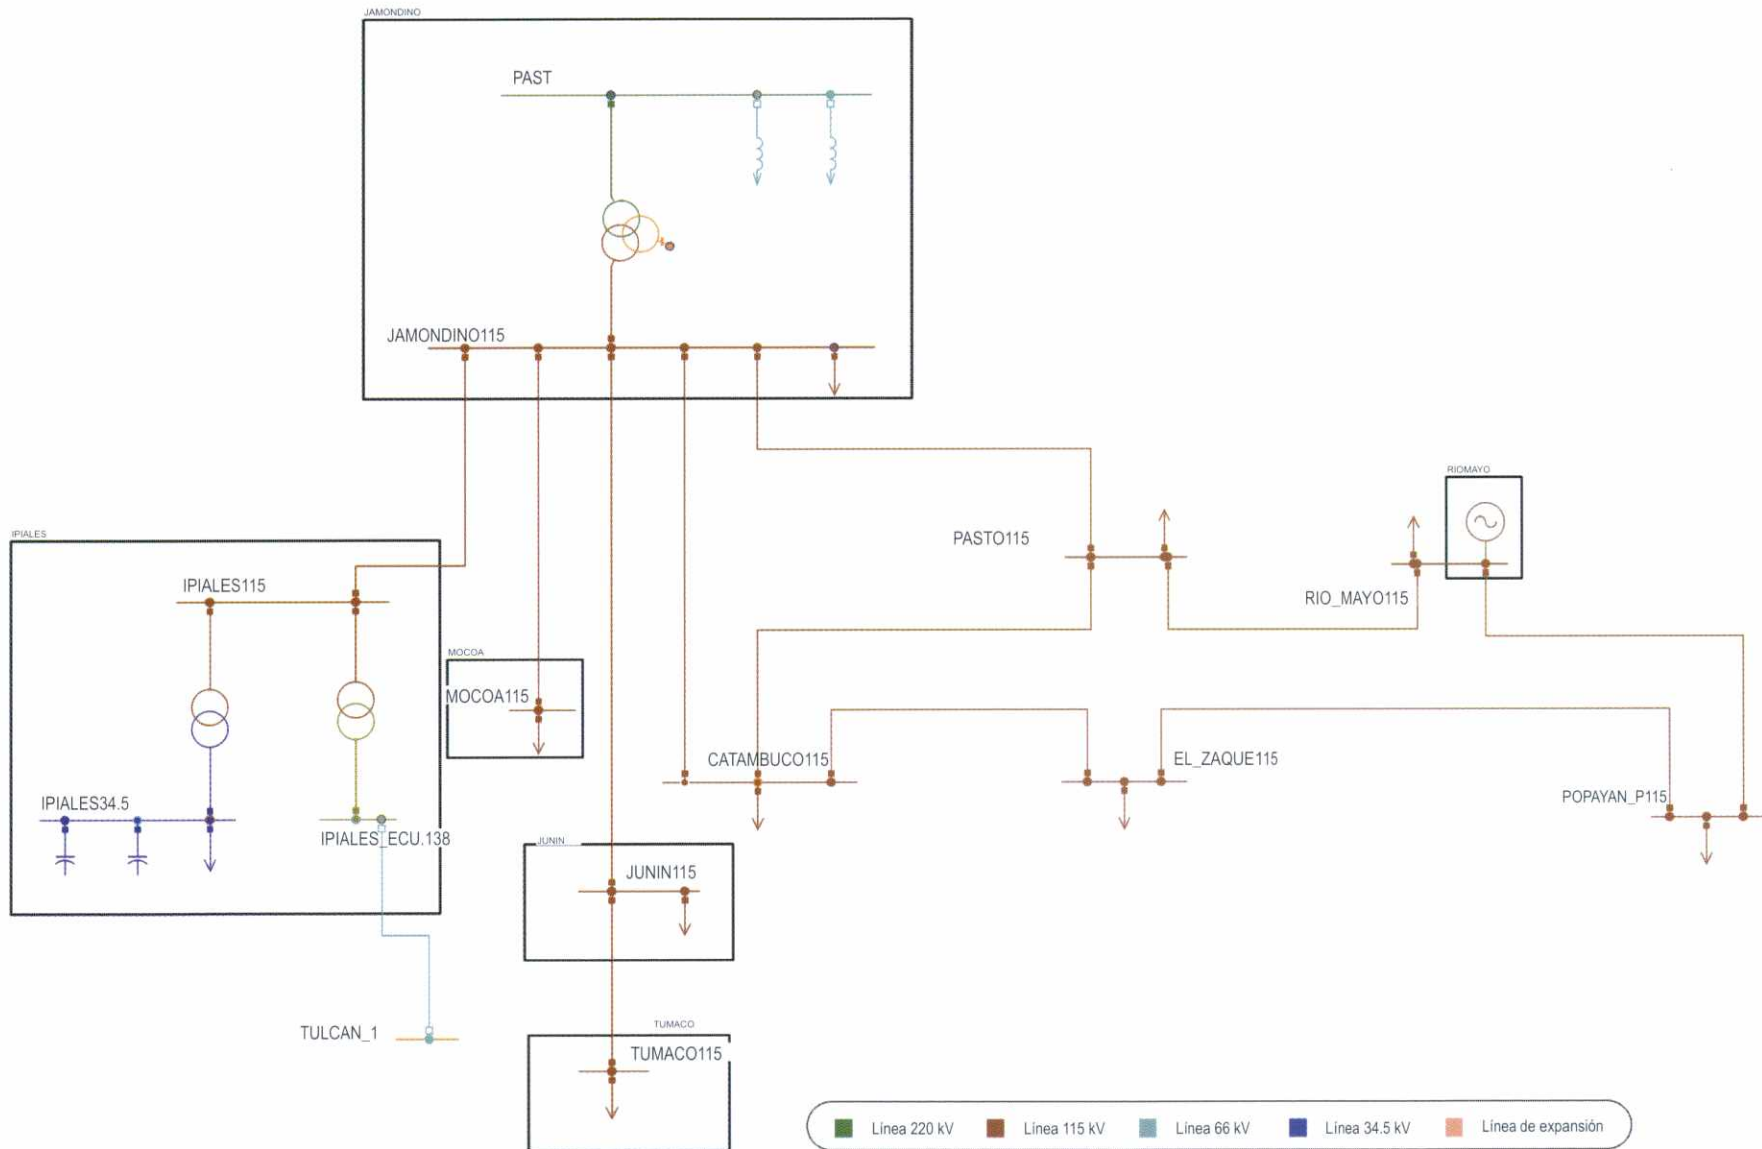 JAMONDINO
PAST
JAMONDINO115
RIOMAYO
PASTO115
IPIALES
IPIALES115
RIO_MAYO115
MOCOA
MOCOA115
CATAMBUCO115
EL_ZAQUE115
POPAYAN_P115
IPIALES34.5
IPIALES_ECU.138
JUNIN
JUNIN115
TULCAN_1
TUMACO
TUMACO115
Línea 220 kV
Línea 115 kV
Línea 66 kV
Línea 34.5 kV
Línea de expansión